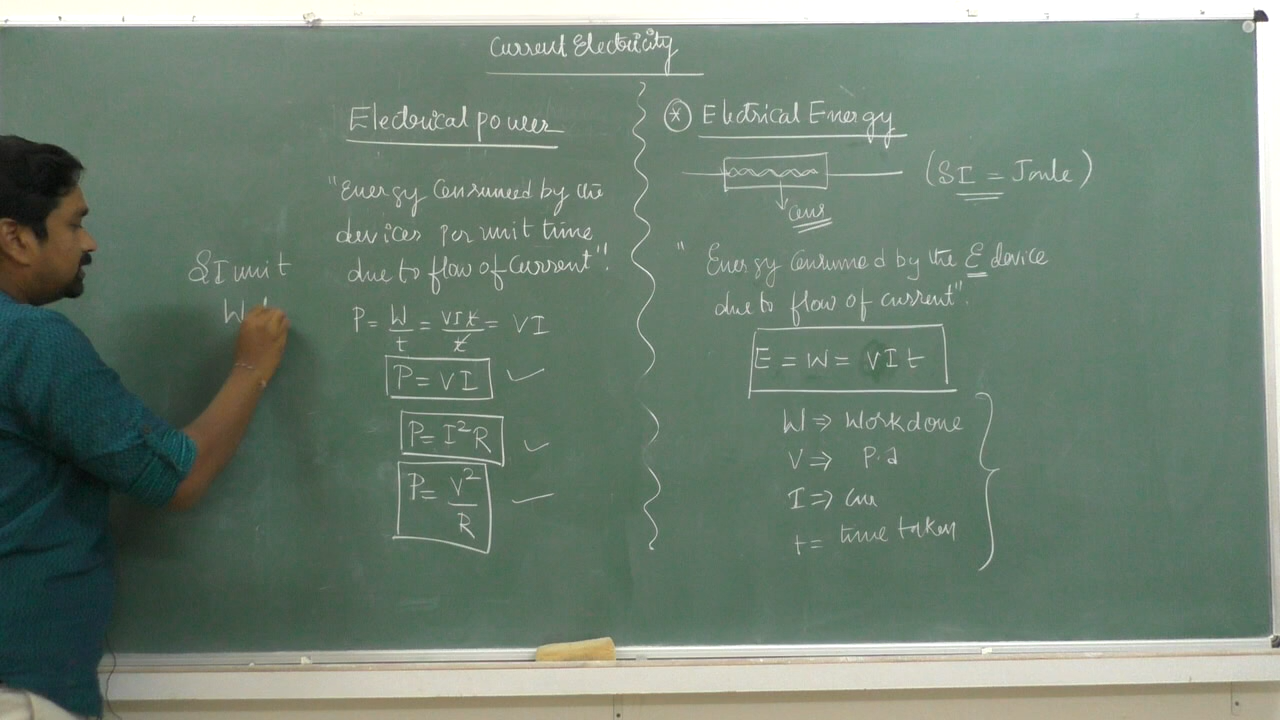 Current Electricity
Electrical power
"Energy Consumed by the
devices per unit time
due to flow of Current".
SI unit
P = W/t = VIt/t = VI
P = VI
P = I²R
P = V²/R
* Electrical Energy
(SI = Joule)
"Energy Consumed by the E device
due to flow of current".
E = W = VIt
W ⇒ Workdone
V ⇒ P.d
I ⇒
t = time taken